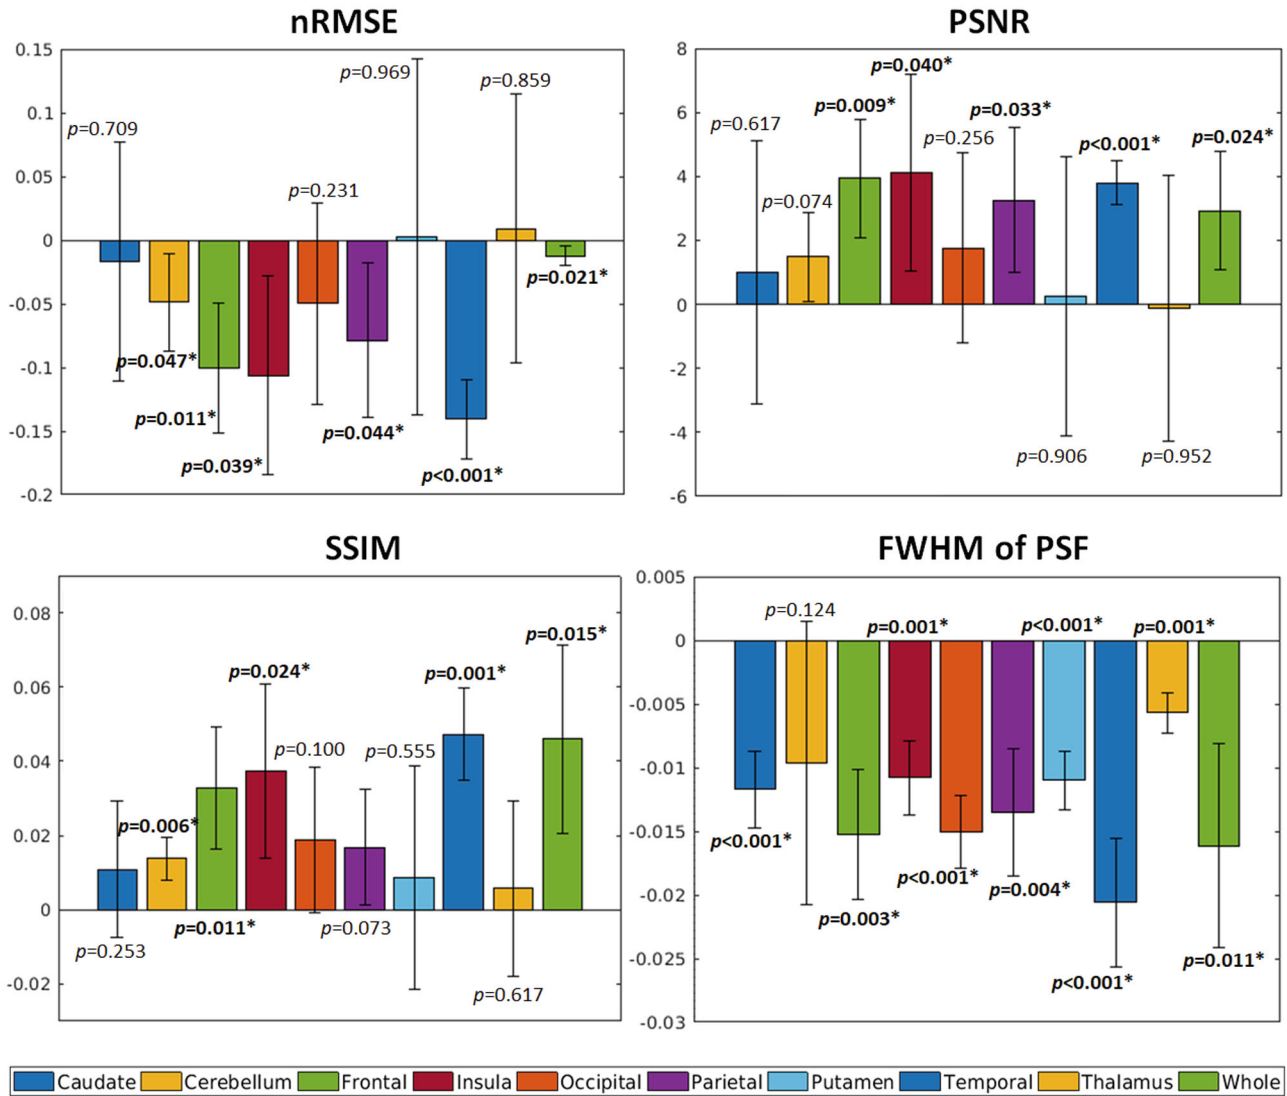 nRMSE
0.15
0.1
0.05
0
-0.05
-0.1
-0.15
-0.2
p=0.709
p=0.047*
p=0.011*
p=0.039*
p=0.231
p=0.044*
p=0.969
p<0.001*
p=0.859
p=0.021*
PSNR
8
6
4
2
0
-2
-4
-6
p=0.617
p=0.074
p=0.009*
p=0.040*
p=0.256
p=0.033*
p=0.906
p<0.001*
p=0.952
p=0.024*
SSIM
0.08
0.06
0.04
0.02
0
-0.02
p=0.253
p=0.006*
p=0.011*
p=0.024*
p=0.100
p=0.073
p=0.555
p=0.001*
p=0.617
p=0.015*
FWHM of PSF
0.005
0
-0.005
-0.01
-0.015
-0.02
-0.025
-0.03
p<0.001*
p=0.124
p=0.003*
p=0.001*
p<0.001*
p=0.004*
p<0.001*
p<0.001*
p=0.001*
p=0.011*
Caudate Cerebellum Frontal Insula Occipital Parietal Putamen Temporal Thalamus Whole